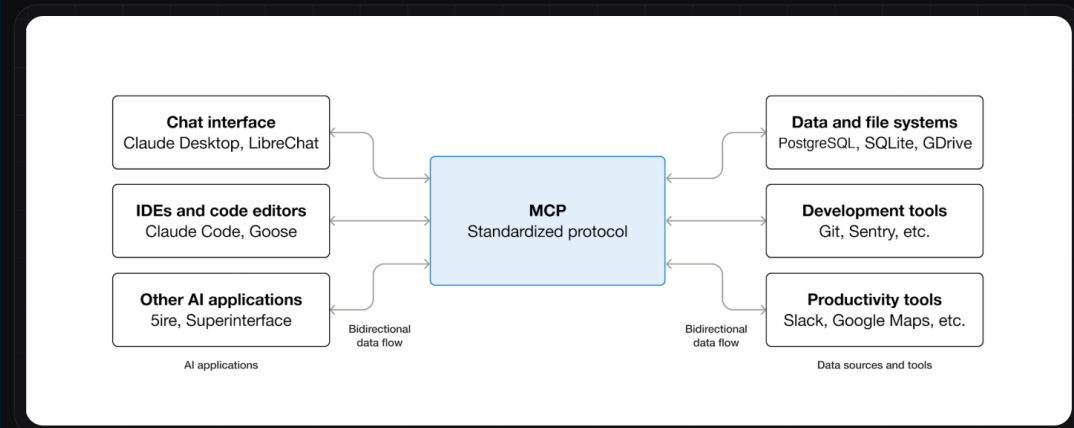 Chat interface
Claude Desktop, LibreChat
IDEs and code editors
Claude Code, Goose
Other AI applications
5ire, Superinterface
AI applications
Bidirectional
data flow
MCP
Standardized protocol
Bidirectional
data flow
Data and file systems
PostgreSQL, SQLite, GDrive
Development tools
Git, Sentry, etc.
Productivity tools
Slack, Google Maps, etc.
Data sources and tools